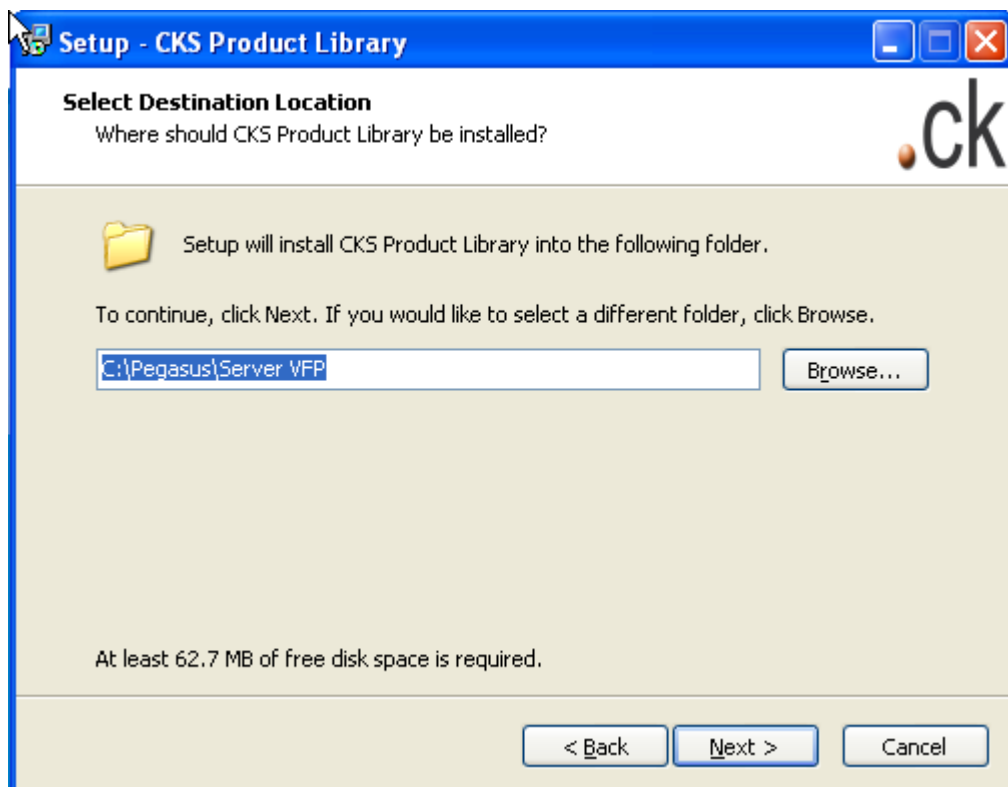 Setup - CKS Product Library
Select Destination Location
Where should CKS Product Library be installed?
.ck
Setup will install CKS Product Library into the following folder.
To continue, click Next. If you would like to select a different folder, click Browse.
C:\Pegasus\Server VFP
Browse...
At least 62.7 MB of free disk space is required.
< Back
Next >
Cancel